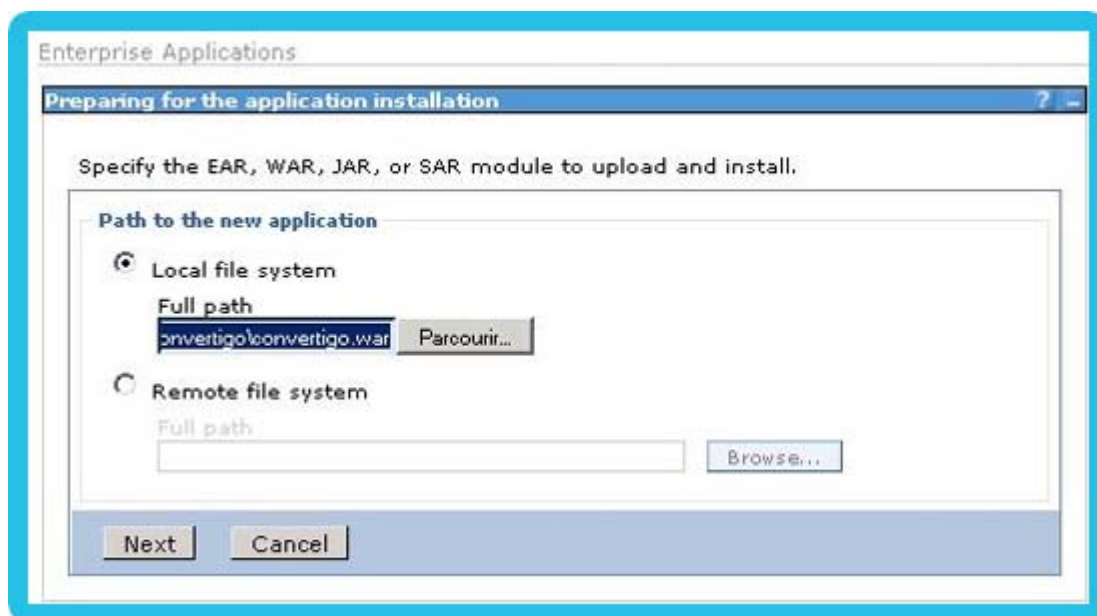 Enterprise Applications
Preparing for the application installation ? –
Specify the EAR, WAR, JAR, or SAR module to upload and install.
Path to the new application
Local file system
Full path
onvertigo\convertigo.war Parcourir...
Remote file system
Full path
Browse...
Next Cancel